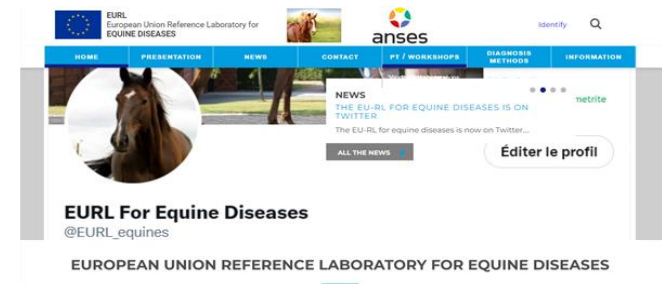 EURL
European Union Reference Laboratory for
EQUINE DISEASES
anses
Identify
HOME
PRESENTATION
NEWS
CONTACT
PT / WORKSHOPS
DIAGNOSIS
METHODS
INFORMATION
NEWS
THE EU-RL FOR EQUINE DISEASES IS ON
TWITTER
The EU-RL for equine diseases is now on Twitter...
ALL THE NEWS
metrite
Éditer le profil
EURL For Equine Diseases
@EURL_equines
EUROPEAN UNION REFERENCE LABORATORY FOR EQUINE DISEASES